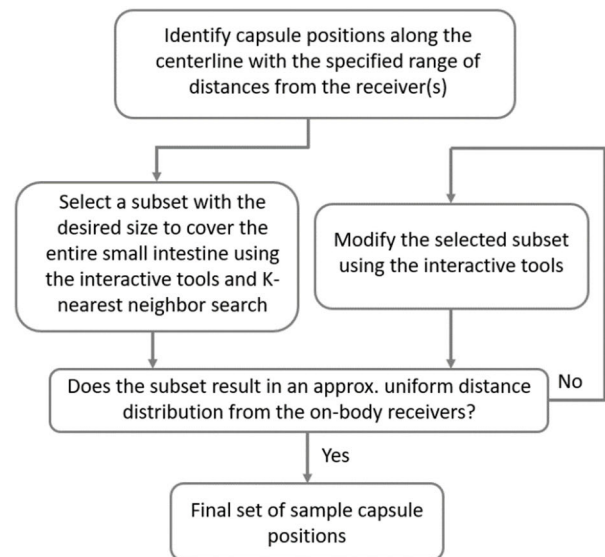 Identify capsule positions along the
centerline with the specified range of
distances from the receiver(s)
Select a subset with the
desired size to cover the
entire small intestine using
the interactive tools and K-
nearest neighbor search
Modify the selected subset
using the interactive tools
Does the subset result in an approx. uniform distance
distribution from the on-body receivers?
No
Yes
Final set of sample capsule
positions